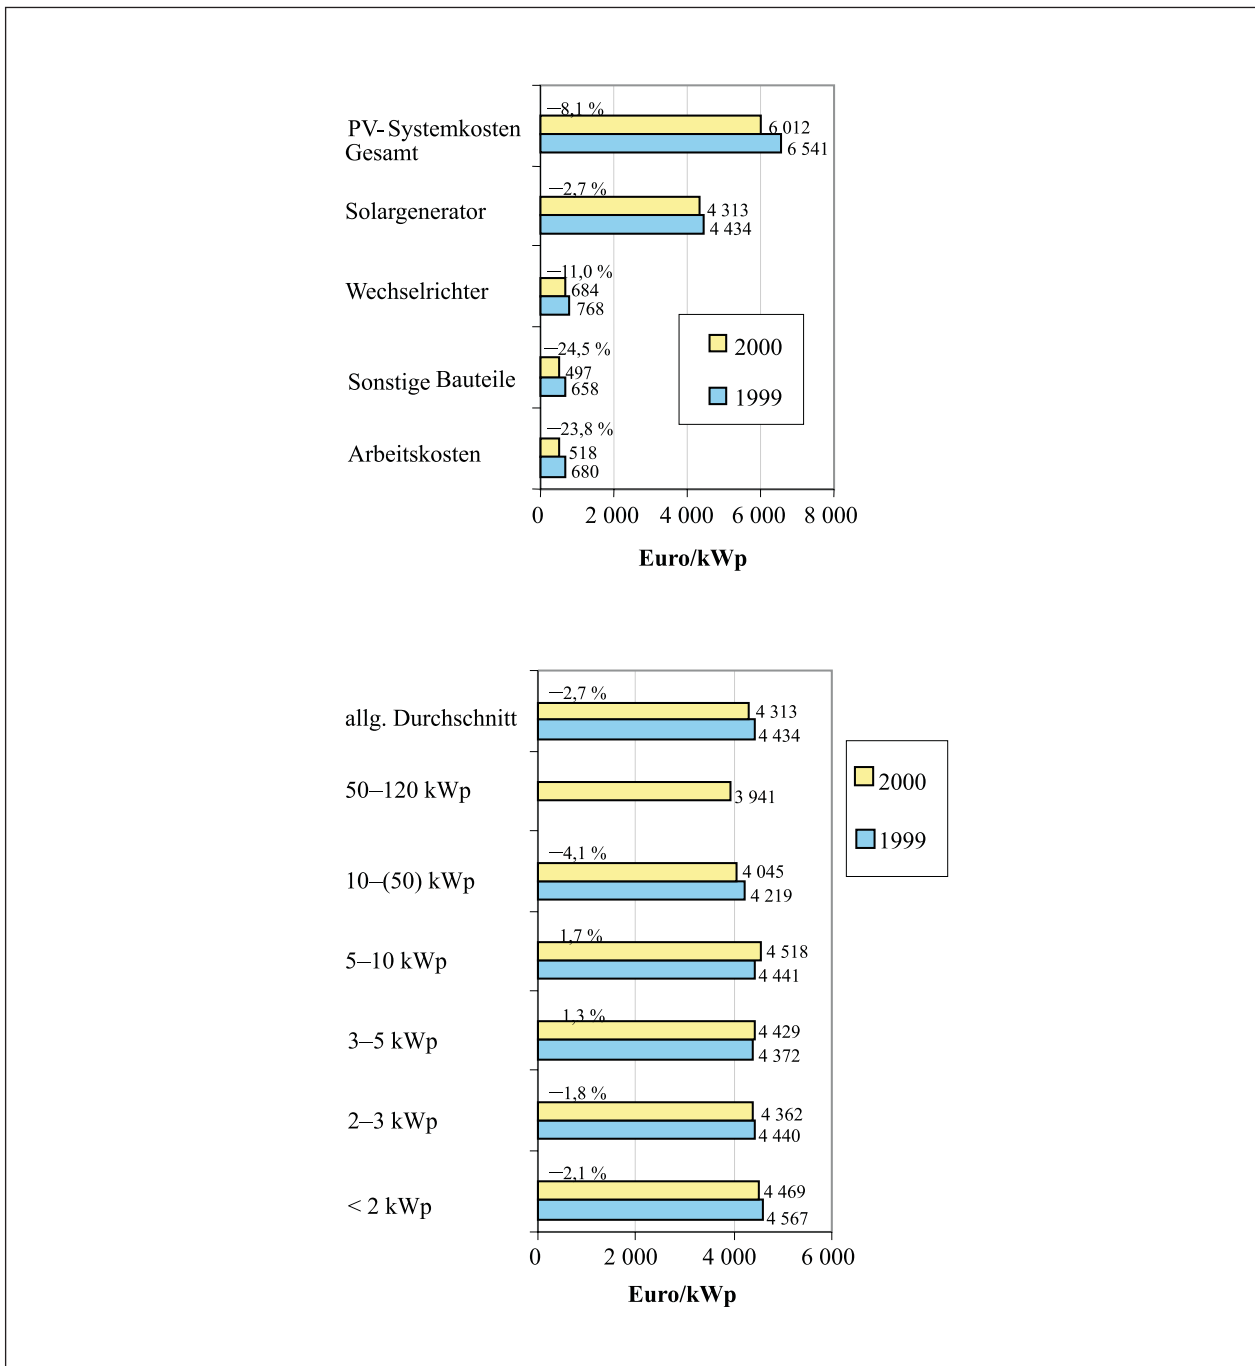 −8,1 %
PV-Systemkosten
Gesamt
6 012
6 541
−2,7 %
Solargenerator
4 313
4 434
−11,0 %
Wechselrichter
684
768
−24,5 %
Sonstige Bauteile
497
658
−23,8 %
Arbeitskosten
518
680
2000
1999
0 2 000 4 000 6 000 8 000
Euro/kWp
−2,7 %
allg. Durchschnitt
4 313
4 434
50–120 kWp
3 941
−4,1 %
10–(50) kWp
4 045
4 219
1,7 %
5–10 kWp
4 518
4 441
1,3 %
3–5 kWp
4 429
4 372
−1,8 %
2–3 kWp
4 362
4 440
−2,1 %
< 2 kWp
4 469
4 567
2000
1999
0 2 000 4 000 6 000
Euro/kWp